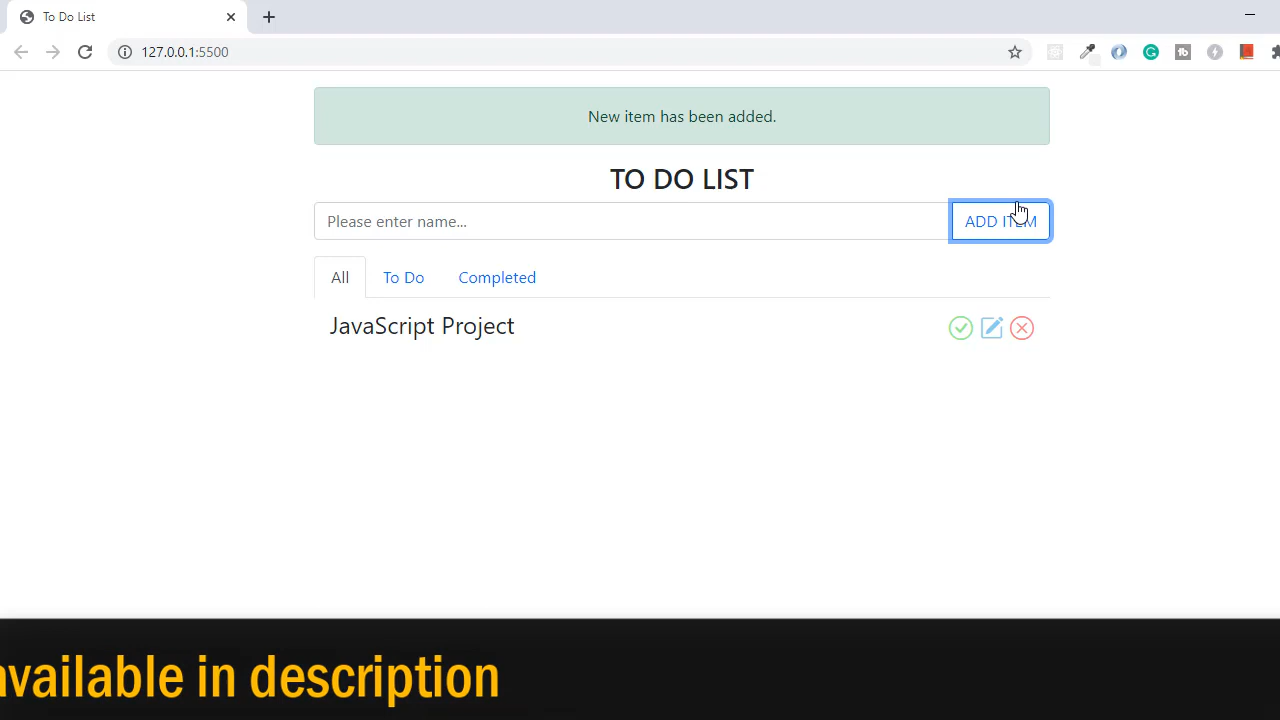 To Do List
127.0.0.1:5500
New item has been added.
TO DO LIST
Please enter name...
ADD ITEM
All
To Do
Completed
JavaScript Project
available in description